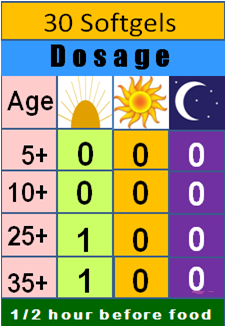 30 Softgels
Dosage
Age
5+ 0 0 0
10+ 0 0 0
25+ 1 0 0
35+ 1 0 0
1/2 hour before food